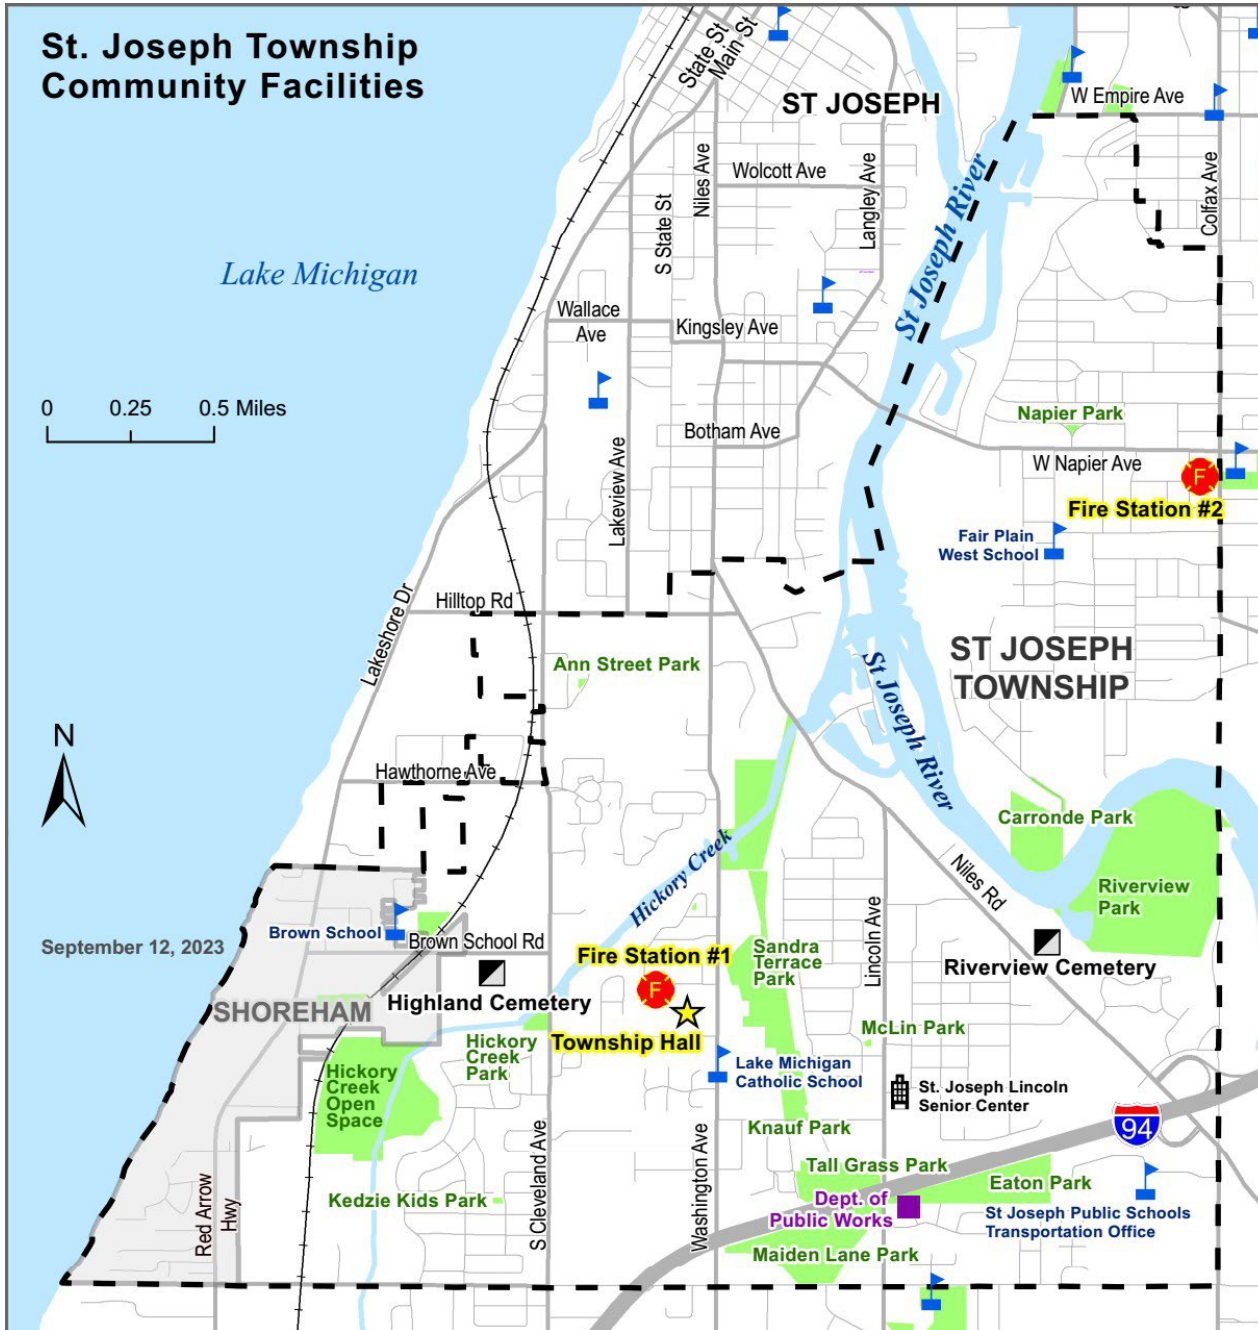 St. Joseph Township
Community Facilities
State St
Main St
ST JOSEPH
W Empire Ave
Wolcott Ave
Niles Ave
Langley Ave
Colfax Ave
S State St
St Joseph River
Lake Michigan
Wallace
Ave
Kingsley Ave
0 0.25 0.5 Miles
Napier Park
Botham Ave
W Napier Ave
F
Fire Station #2
Lakeview Ave
Fair Plain
West School
Lakeshore Dr
Hilltop Rd
Ann Street Park
ST JOSEPH
TOWNSHIP
St Joseph River
N
Hawthorne Ave
Carronde Park
Hickory Creek
Niles Rd
Riverview
Park
Brown School
Brown School Rd
September 12, 2023
Fire Station #1
F
Sandra
Terrace
Park
Lincoln Ave
Riverview Cemetery
Highland Cemetery
SHOREHAM
Township Hall
McLin Park
Hickory
Creek
Park
Hickory
Creek
Open
Space
Lake Michigan
Catholic School
St. Joseph Lincoln
Senior Center
94
Knauf Park
Tall Grass Park
Eaton Park
Kedzie Kids Park
S Cleveland Ave
Washington Ave
Dept. of
Public Works
St Joseph Public Schools
Transportation Office
Red Arrow
Hwy
Maiden Lane Park